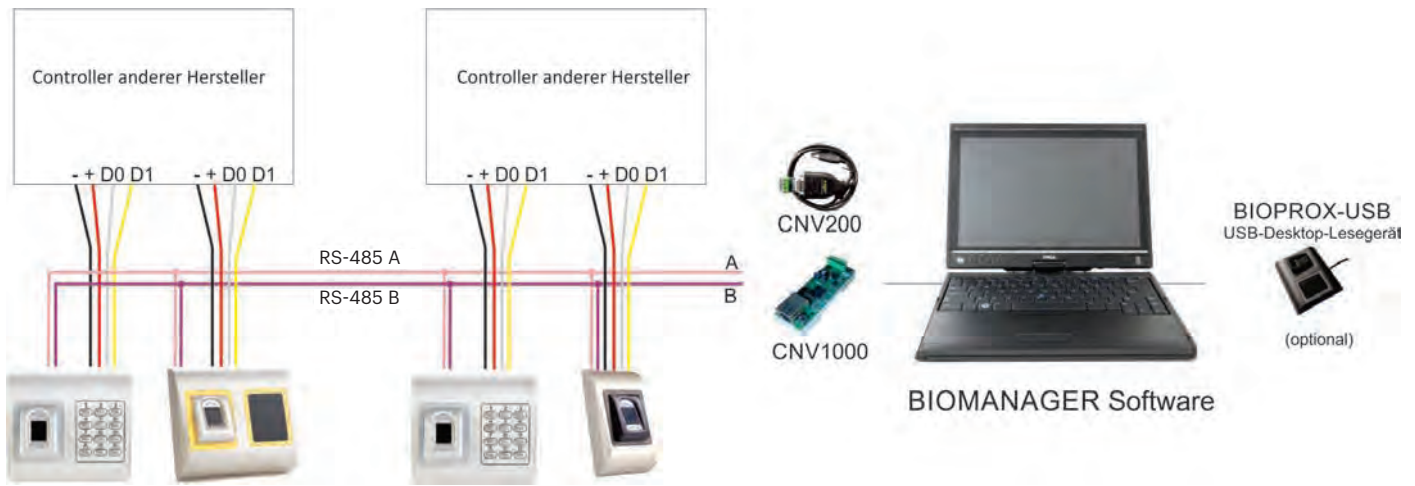 Controller anderer Hersteller
- + D0 D1
- + D0 D1
Controller anderer Hersteller
- + D0 D1
- + D0 D1
RS-485 A
RS-485 B
A
B
CNV200
CNV1000
BIOMANAGER Software
BIOPROX-USB
USB-Desktop-Lesegerät
(optional)